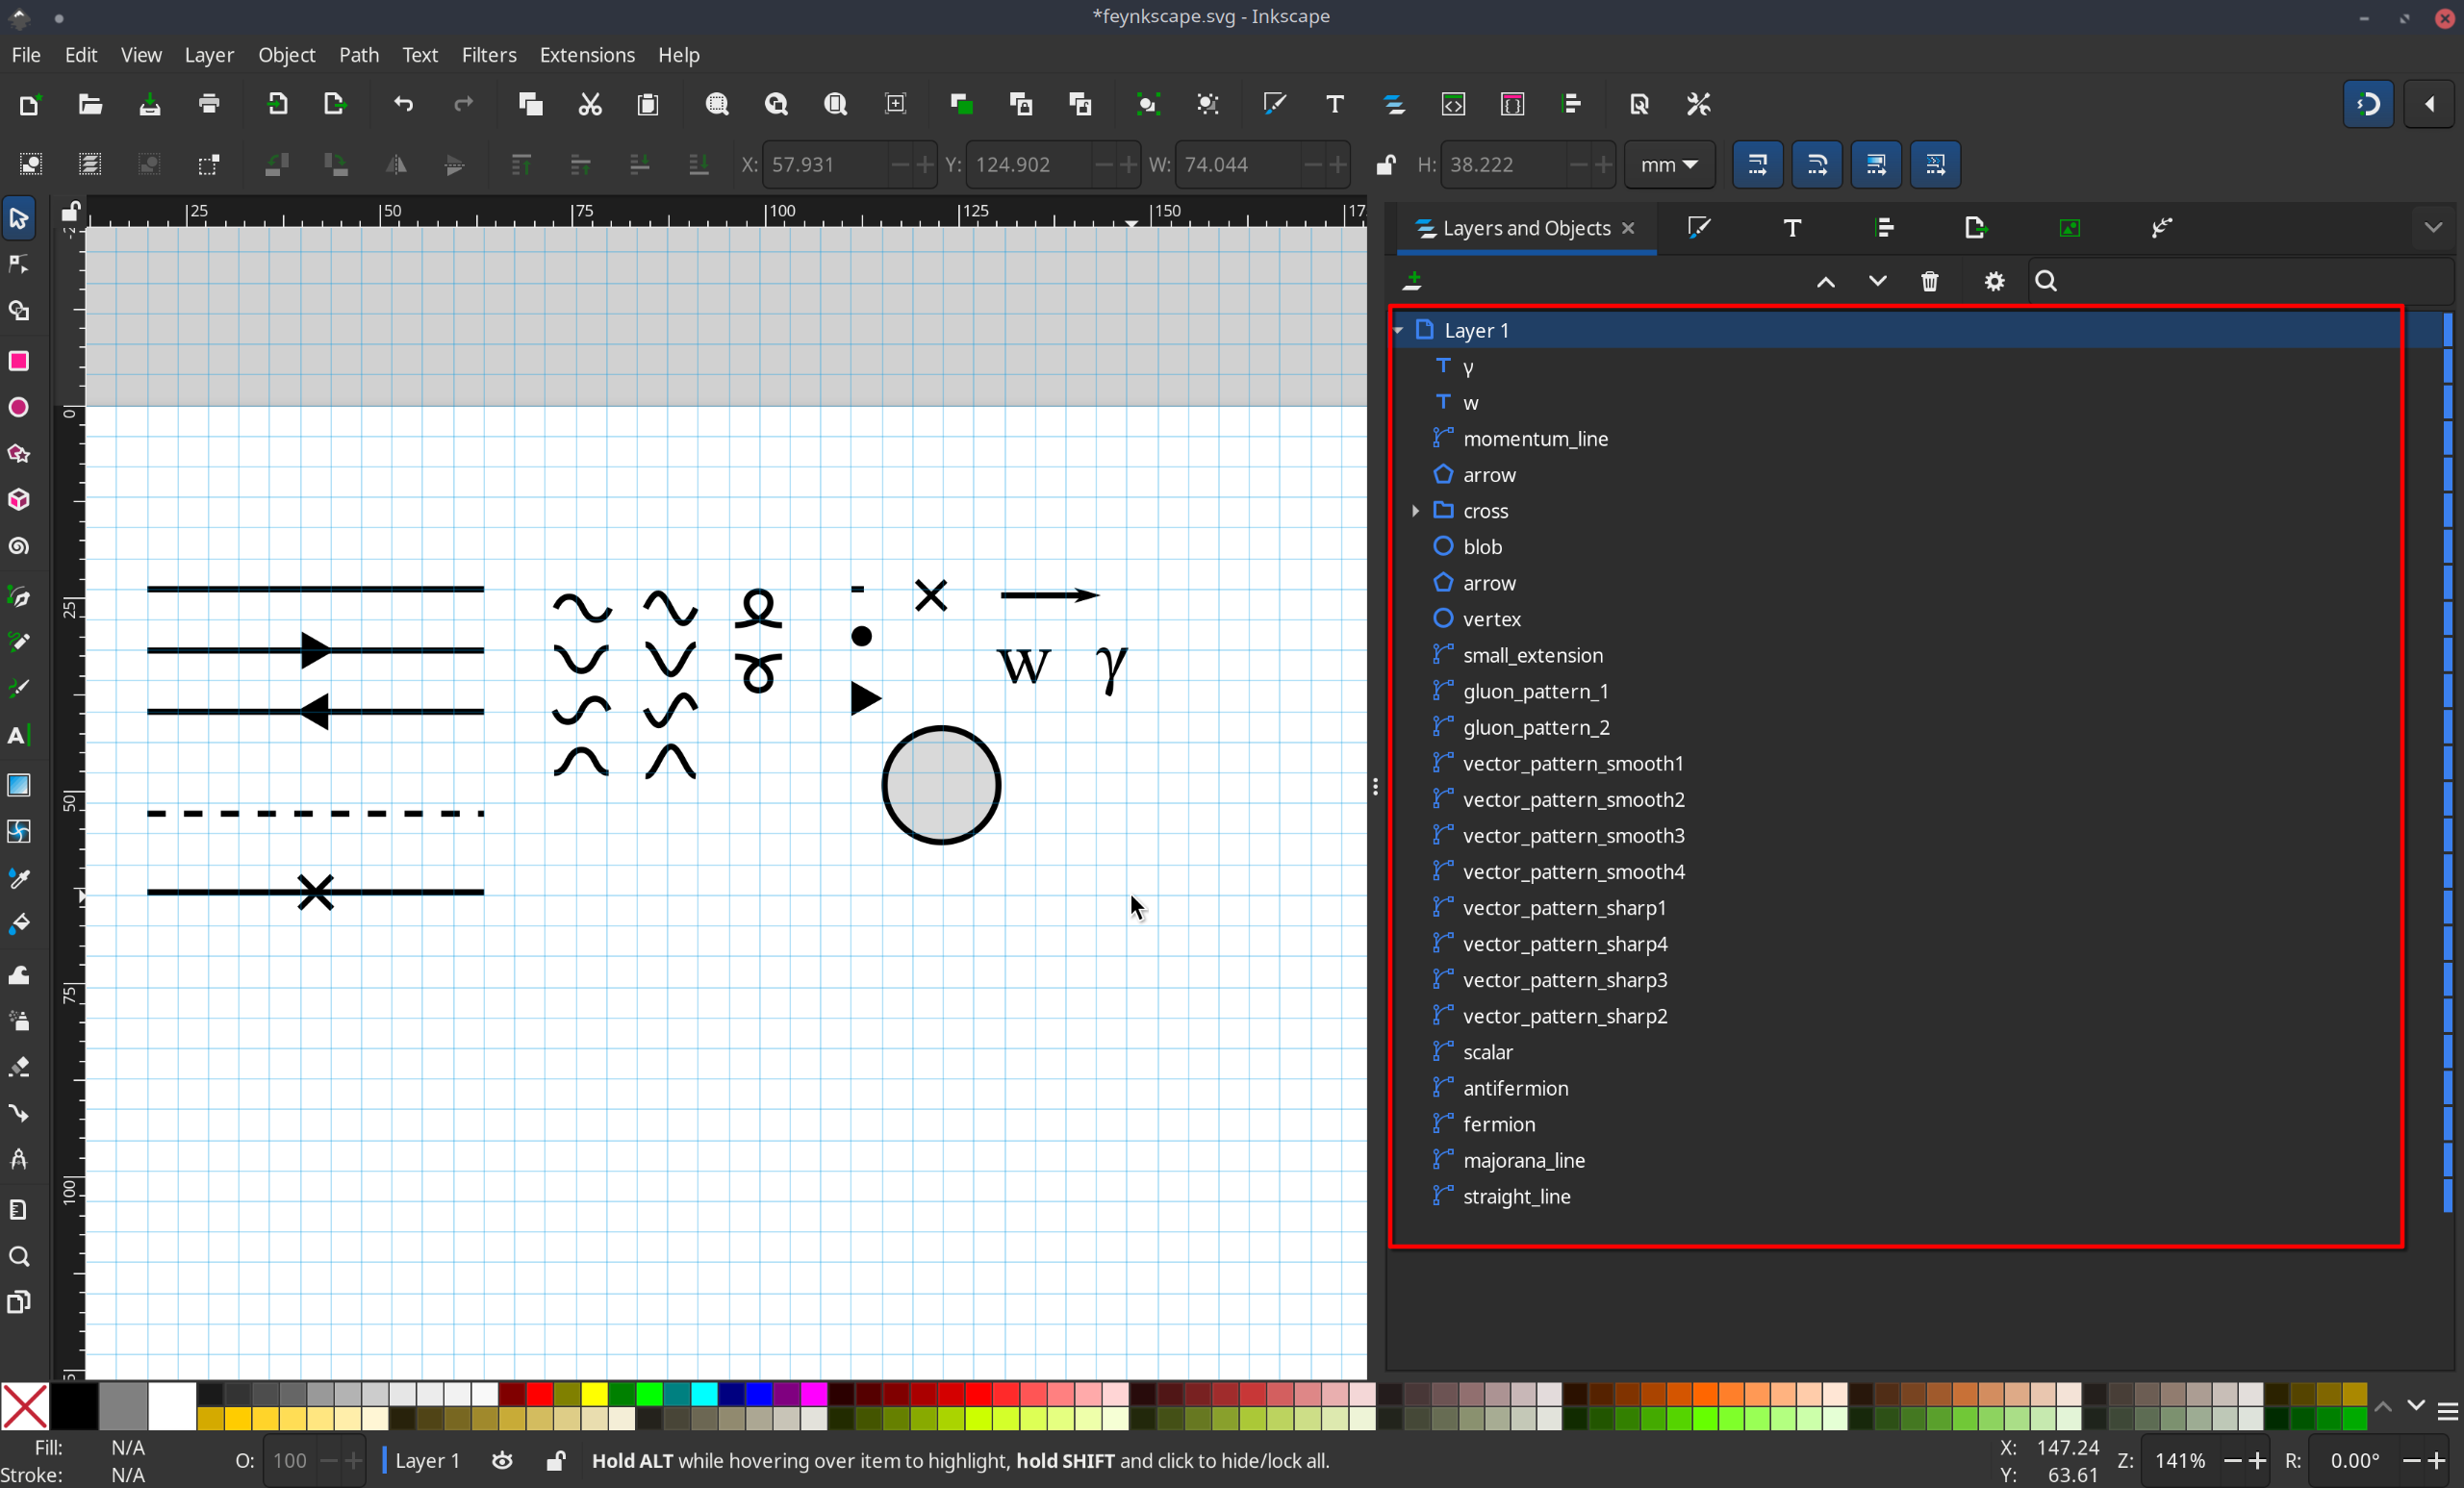 *feynkscape.svg - Inkscape
File Edit View Layer Object Path Text Filters Extensions Help
X: 57.931 Y: 124.902 W: 74.044 H: 38.222 mm
25 50 75 100 125 150 17
Layers and Objects
0
25
50
75
100
w γ
Layer 1
γ
w
momentum_line
arrow
cross
blob
arrow
vertex
small_extension
gluon_pattern_1
gluon_pattern_2
vector_pattern_smooth1
vector_pattern_smooth2
vector_pattern_smooth3
vector_pattern_smooth4
vector_pattern_sharp1
vector_pattern_sharp4
vector_pattern_sharp3
vector_pattern_sharp2
scalar
antifermion
fermion
majorana_line
straight_line
Fill: N/A
Stroke: N/A
O: 100 Layer 1 Hold ALT while hovering over item to highlight, hold SHIFT and click to hide/lock all.
X: 147.24
Y: 63.61
Z: 141% R: 0.00°